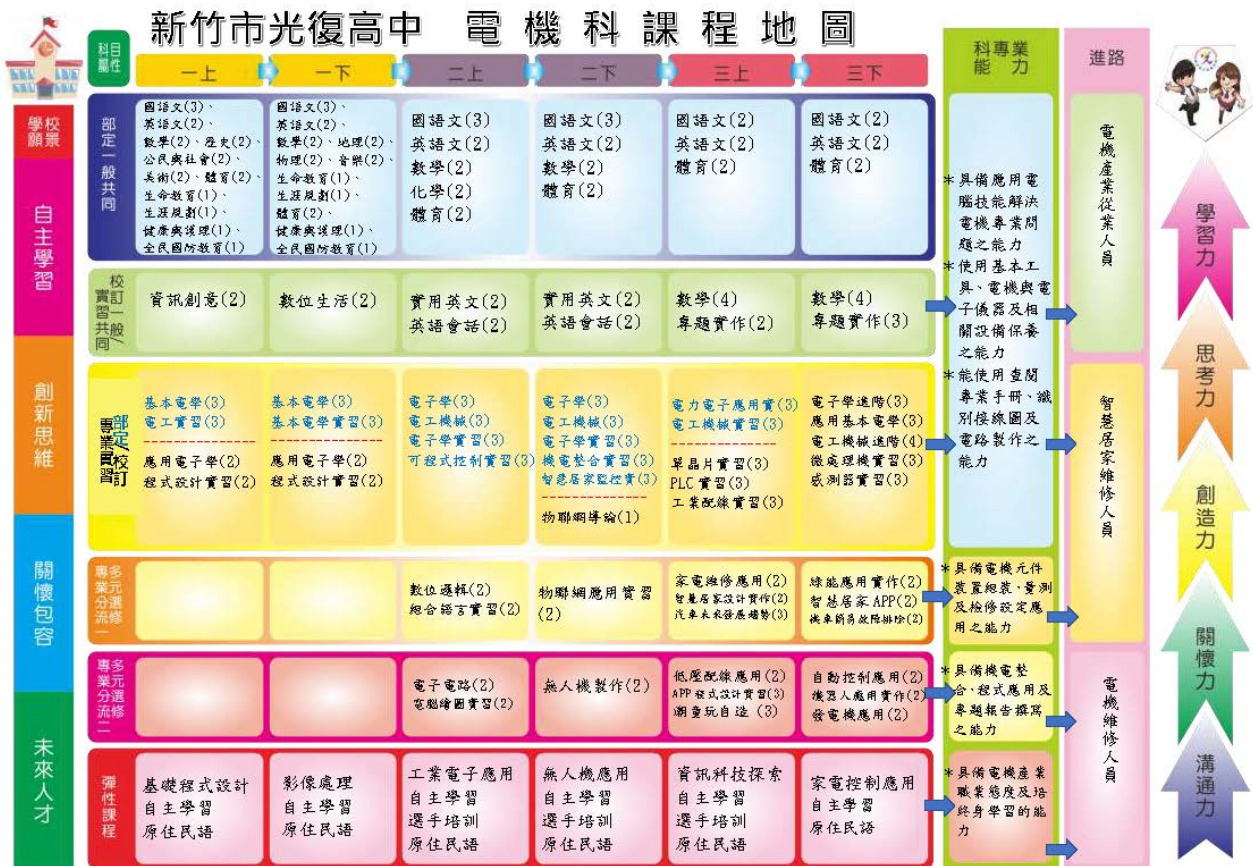 新竹市光復高中 電機科課程地圖
科目屬性
一上
一下
二上
二下
三上
三下
科專業能力
進路
學校願景
自主學習
創新思維
關懷包容
未來人才
部定一般共同
國語文(3)、
英語文(2)、
數學(2)、歷史(2)、
公民與社會(2)、
美術(2)、體育(2)、
生命教育(1)、
生涯規劃(1)、
健康與護理(1)、
全民國防教育(1)
國語文(3)、
英語文(2)、
數學(2)、地理(2)、
物理(2)、音樂(2)、
生命教育(1)、
生涯規劃(1)、
體育(2)、
健康與護理(1)、
全民國防教育(1)
國語文(3)
英語文(2)
數學(2)
化學(2)
體育(2)
國語文(3)
英語文(2)
數學(2)
體育(2)
國語文(2)
英語文(2)
體育(2)
國語文(2)
英語文(2)
體育(2)
校訂一般/
實習共同
資訊創意(2)
數位生活(2)
實用英文(2)
英語會話(2)
實用英文(2)
英語會話(2)
數學(4)
專題實作(2)
數學(4)
專題實作(3)
部定/校訂
專業實習
基本電學(3)
電工實習(3)
應用電子學(2)
程式設計實習(2)
基本電學(3)
基本電學實習(3)
應用電子學(2)
程式設計實習(2)
電子學(3)
電工機械(3)
電子學實習(3)
可程式控制實習(3)
電子學(3)
電工機械(3)
電子學實習(3)
機電整合實習(3)
智慧居家監控實(3)
物聯網導論(1)
電力電子應用實(3)
電工機械實習(3)
單晶片實習(3)
PLC 實習(3)
工業配線實習(3)
電子學進階(3)
應用基本電學(3)
電工機械進階(4)
微處理機實習(3)
感測器實習(3)
多元選修
專業分流一
數位邏輯(2)
組合語言實習(2)
物聯網應用實習
(2)
家電維修應用(2)
智慧居家設計實作(2)
汽車未來發展趨勢(3)
綠能應用實作(2)
智慧居家 APP(2)
機車簡易故障排除(2)
多元選修
專業分流二
電子電路(2)
電腦繪圖實習(2)
無人機製作(2)
低壓配線應用(2)
APP 程式設計實習(3)
潮童玩自造 (3)
自動控制應用(2)
機器人應用實作(2)
發電機應用(2)
彈性課程
基礎程式設計
自主學習
原住民語
影像處理
自主學習
原住民語
工業電子應用
自主學習
選手培訓
原住民語
無人機應用
自主學習
選手培訓
原住民語
資訊科技探索
自主學習
選手培訓
原住民語
家電控制應用
自主學習
原住民語
*具備應用電
腦技能解決
電機專業問
題之能力
*使用基本工
具、電機與電
子儀器及相
關設備保養
之能力
*能使用查閱
專業手冊、識
別接線圖及
電路製作之
能力
*具備電機元件
裝置組裝、量測
及檢修設定應
用之能力
*具備機電整
合、程式應用及
專題報告撰寫
之能力
*具備電機產業
職業態度及培
終身學習的能
力
電機產業從業人員
智慧居家維修人員
電機維修人員
學習力
思考力
創造力
關懷力
溝通力